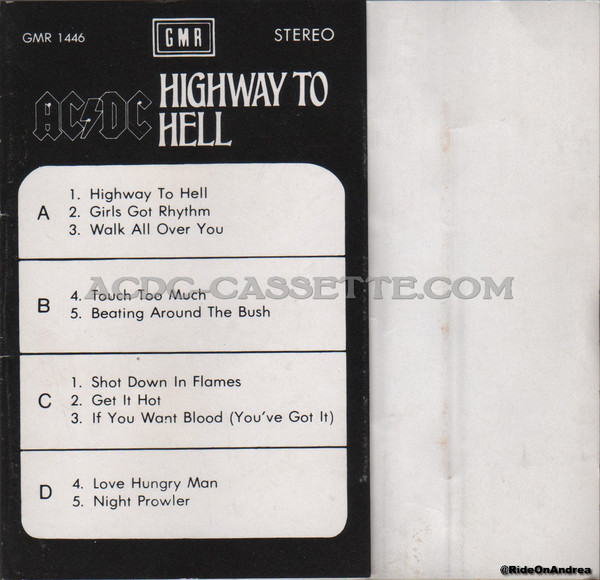 GMR 1446
GMR
STEREO
AC/DC
HIGHWAY TO
HELL
A
1. Highway To Hell
2. Girls Got Rhythm
3. Walk All Over You
ACDC-CASSETTE.COM
B
4. Touch Too Much
5. Beating Around The Bush
C
1. Shot Down In Flames
2. Get It Hot
3. If You Want Blood (You've Got It)
D
4. Love Hungry Man
5. Night Prowler
@RideOnAndrea